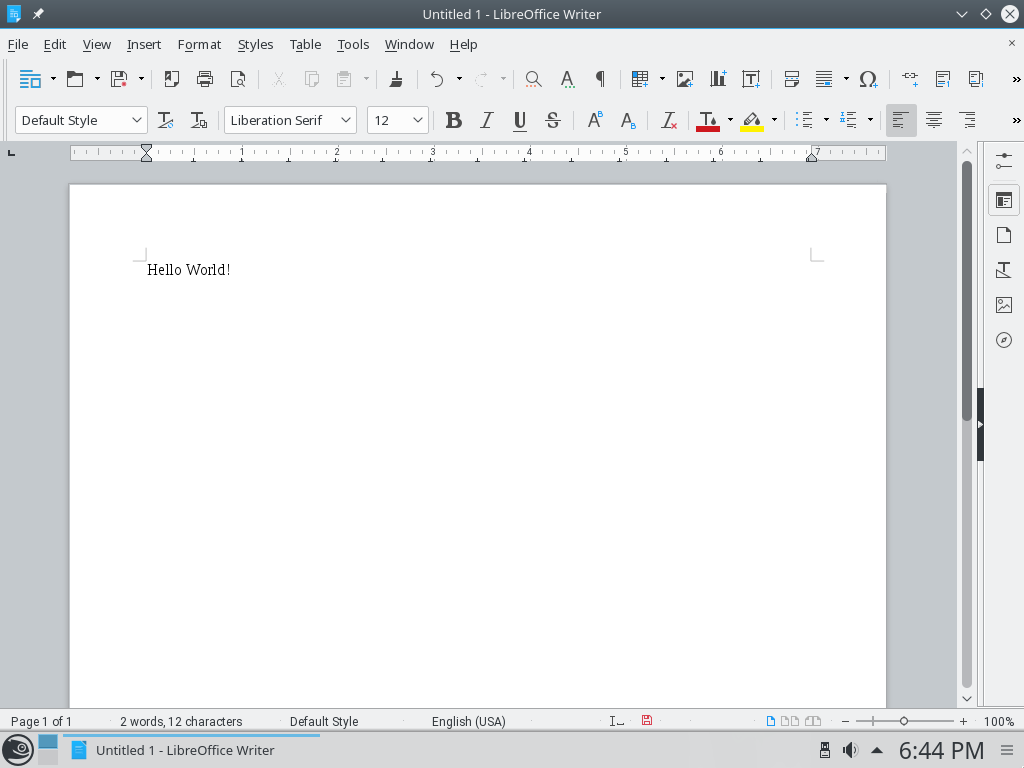 Untitled 1 - LibreOffice Writer
File Edit View Insert Format Styles Table Tools Window Help
Default Style Liberation Serif 12
1 2 3 4 5 6 7
Hello World!
Page 1 of 1 2 words, 12 characters Default Style English (USA) 100%
Untitled 1 - LibreOffice Writer 6:44 PM